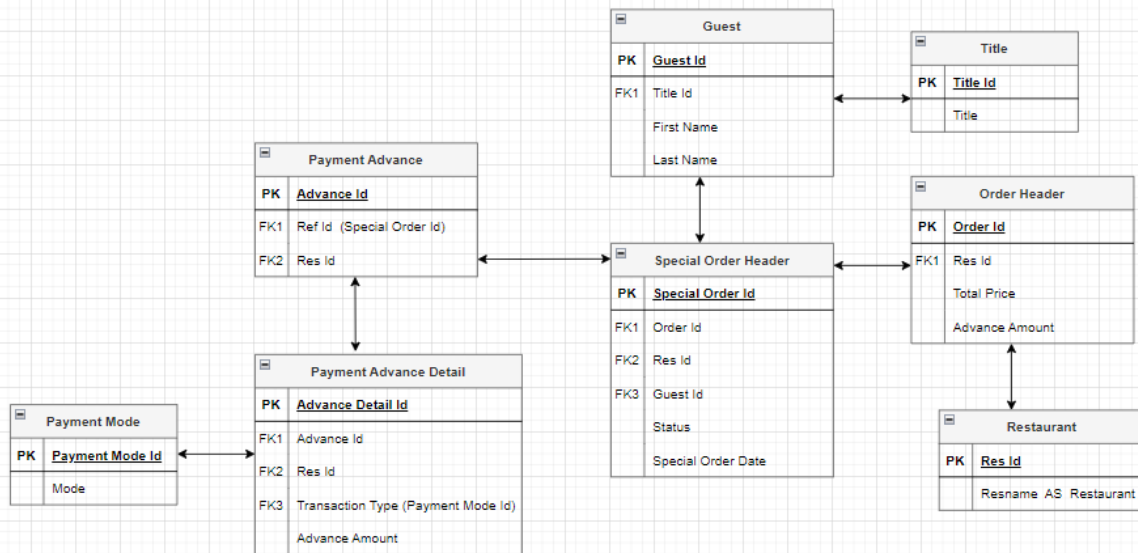 Guest
PK Guest Id
FK1 Title Id
First Name
Last Name
Title
PK Title Id
Title
Payment Advance
PK Advance Id
FK1 Ref Id (Special Order Id)
FK2 Res Id
Special Order Header
PK Special Order Id
FK1 Order Id
FK2 Res Id
FK3 Guest Id
Status
Special Order Date
Order Header
PK Order Id
FK1 Res Id
Total Price
Advance Amount
Payment Advance Detail
PK Advance Detail Id
FK1 Advance Id
FK2 Res Id
FK3 Transaction Type (Payment Mode Id)
Advance Amount
Payment Mode
PK Payment Mode Id
Mode
Restaurant
PK Res Id
Resname AS Restaurant